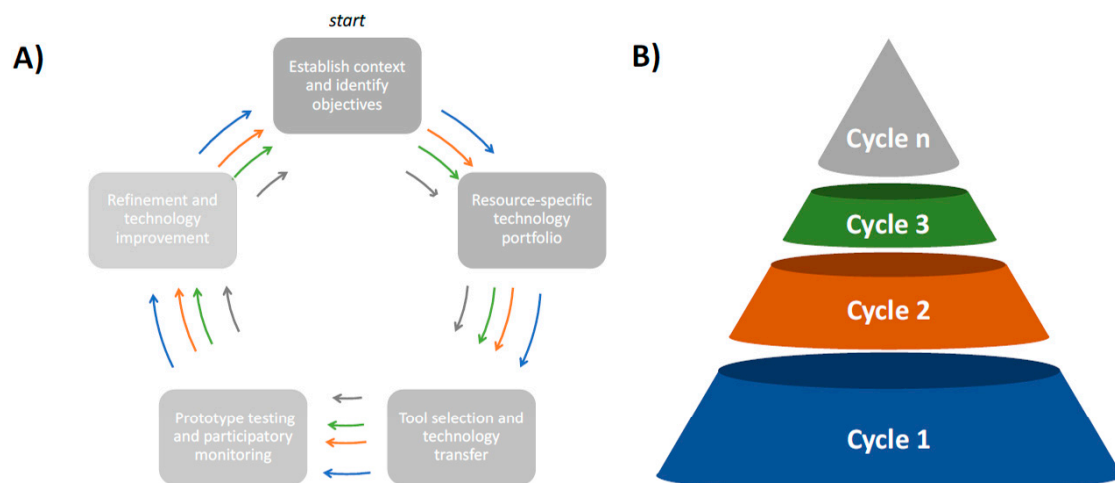 A)
start
Establish context
and identify
objectives
Resource-specific
technology
portfolio
Tool selection and
technology
transfer
Prototype testing
and participatory
monitoring
Refinement and
technology
improvement
B)
Cycle n
Cycle 3
Cycle 2
Cycle 1